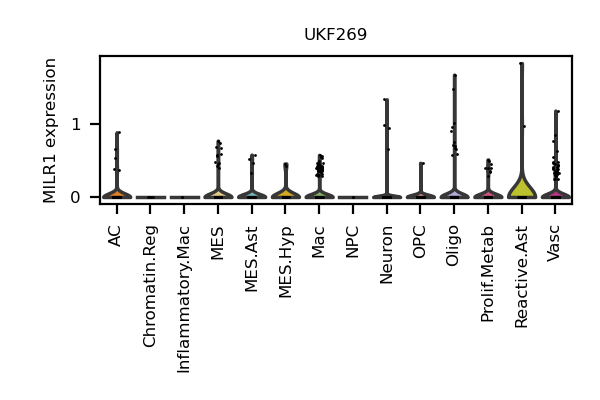 UKF269
MILR1 expression
1
0
AC
Chromatin.Reg
Inflammatory.Mac
MES
MES.Ast
MES.Hyp
Mac
NPC
Neuron
OPC
Oligo
Prolif.Metab
Reactive.Ast
Vasc